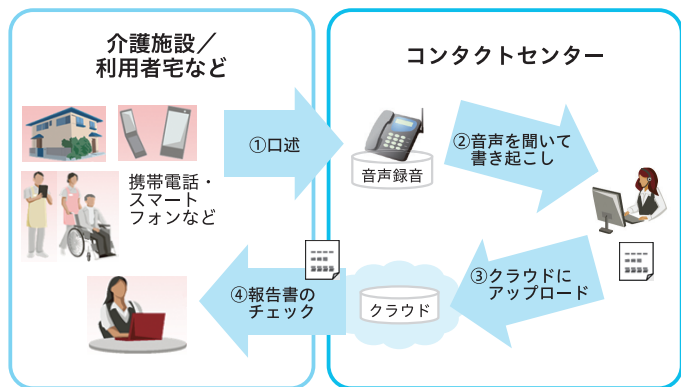 介護施設／
利用者宅など
コンタクトセンター
①口述
音声録音
②音声を聞いて
書き起こし
携帯電話・
スマート
フォンなど
③クラウドに
アップロード
クラウド
④報告書の
チェック